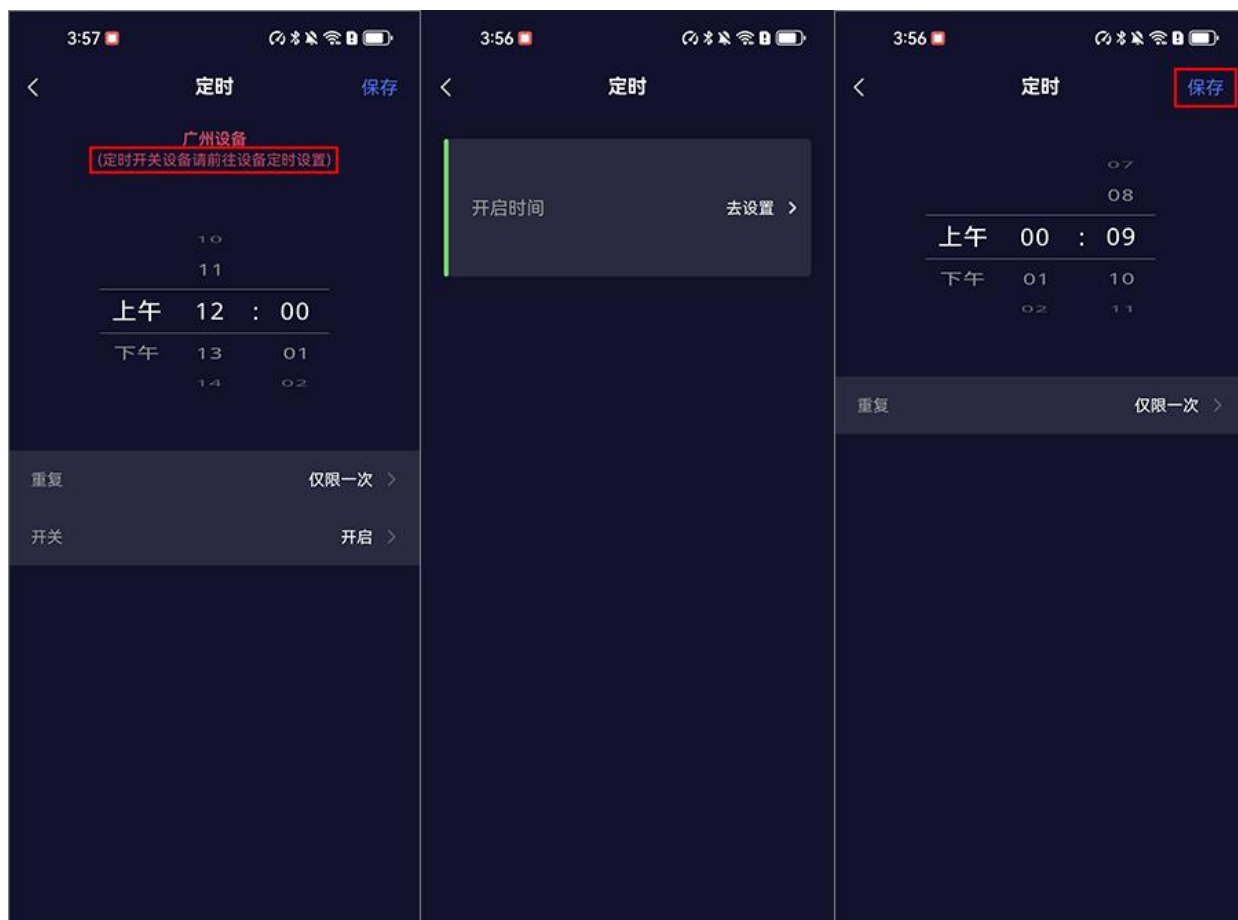 3:57
定时
保存
广州设备
(定时开关设备请前往设备定时设置)
10
11
上午 12 : 00
下午 13 01
14 02
重复 仅限一次
开关 开启
3:56
定时
开启时间 去设置
3:56
定时
保存
07
08
上午 00 : 09
下午 01 10
02 11
重复 仅限一次